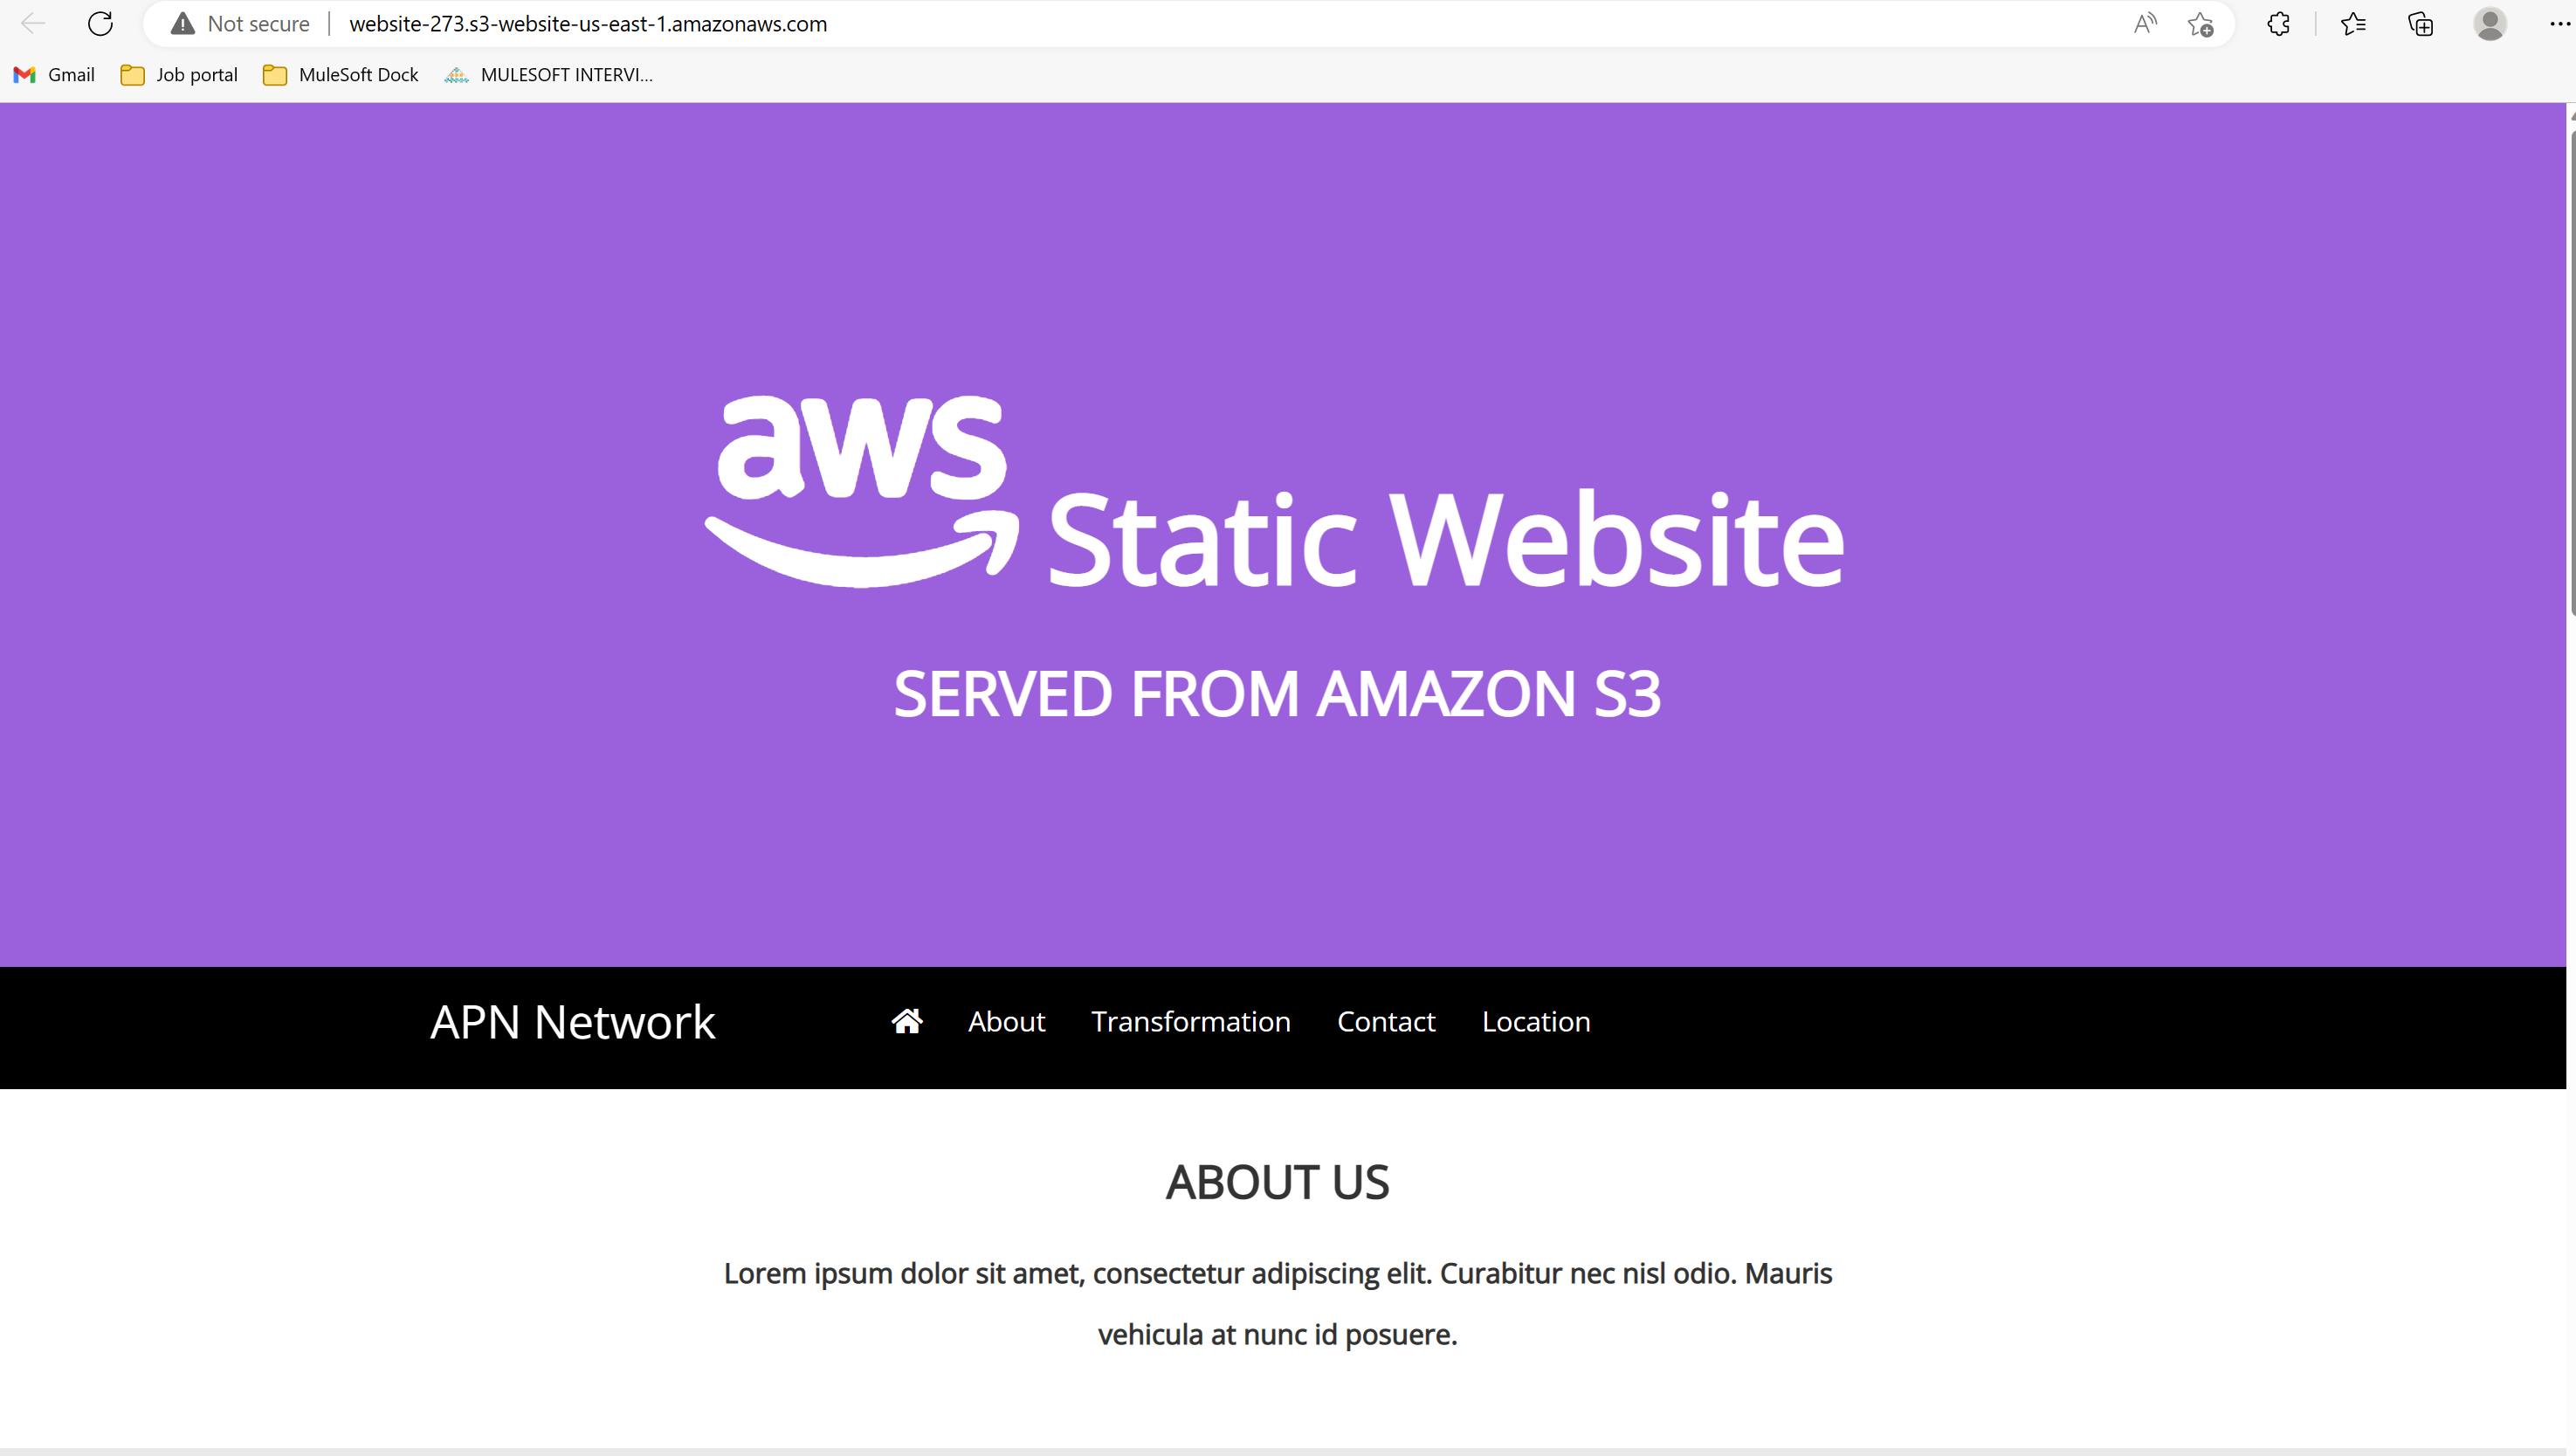 Not secure website-273.s3-website-us-east-1.amazonaws.com
Gmail Job portal MuleSoft Dock MULESOFT INTERVI...
aws Static Website
SERVED FROM AMAZON S3
APN Network About Transformation Contact Location
ABOUT US
Lorem ipsum dolor sit amet, consectetur adipiscing elit. Curabitur nec nisl odio. Mauris
vehicula at nunc id posuere.